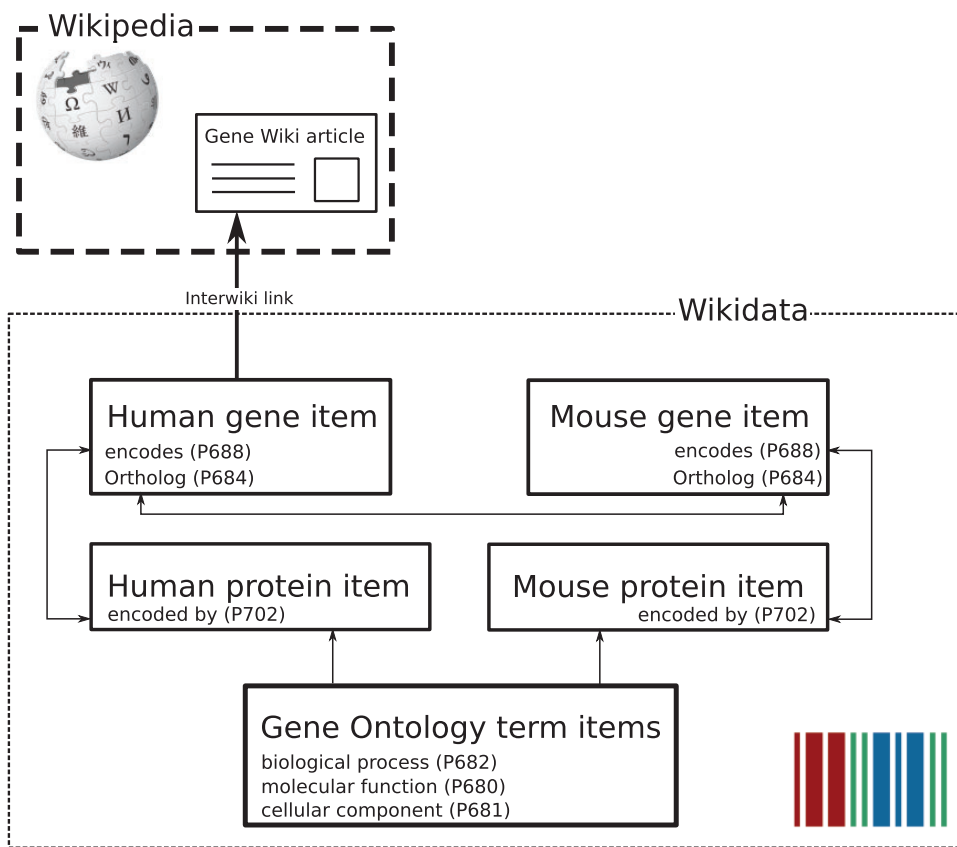 Wikipedia
Ω W И 維 7
Gene Wiki article
Interwiki link
Wikidata
Human gene item
encodes (P688)
Ortholog (P684)
Mouse gene item
encodes (P688)
Ortholog (P684)
Human protein item
encoded by (P702)
Mouse protein item
encoded by (P702)
Gene Ontology term items
biological process (P682)
molecular function (P680)
cellular component (P681)